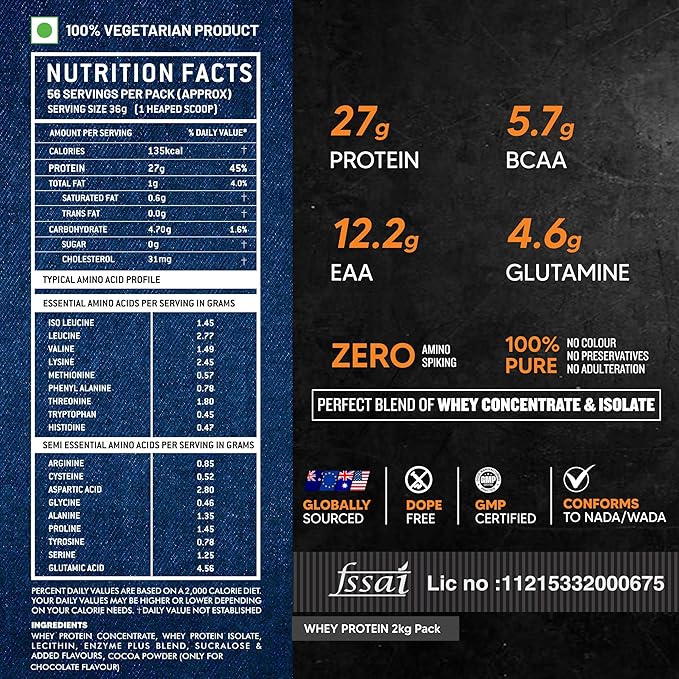 100% VEGETARIAN PRODUCT
NUTRITION FACTS
56 SERVINGS PER PACK (APPROX)
SERVING SIZE 36g (1 HEAPED SCOOP)
AMOUNT PER SERVING % DAILY VALUE*
CALORIES 135kcal †
PROTEIN 27g 45%
TOTAL FAT 1g 4.0%
SATURATED FAT 0.6g †
TRANS FAT 0.0g †
CARBOHYDRATE 4.70g 1.6%
SUGAR 0g †
CHOLESTEROL 31mg †
TYPICAL AMINO ACID PROFILE
ESSENTIAL AMINO ACIDS PER SERVING IN GRAMS
ISO LEUCINE 1.45
LEUCINE 2.77
VALINE 1.49
LYSINE 2.45
METHIONINE 0.57
PHENYL ALANINE 0.78
THREONINE 1.80
TRYPTOPHAN 0.45
HISTIDINE 0.47
SEMI ESSENTIAL AMINO ACIDS PER SERVING IN GRAMS
ARGININE 0.85
CYSTEINE 0.52
ASPARTIC ACID 2.80
GLYCINE 0.46
ALANINE 1.35
PROLINE 1.45
TYROSINE 0.78
SERINE 1.25
GLUTAMIC ACID 4.56
PERCENT DAILY VALUES ARE BASED ON A 2,000 CALORIE DIET.
YOUR DAILY VALUES MAY BE HIGHER OR LOWER DEPENDING
ON YOUR CALORIE NEEDS. †DAILY VALUE NOT ESTABLISHED
INGREDIENTS
WHEY PROTEIN CONCENTRATE, WHEY PROTEIN ISOLATE,
LECITHIN, ENZYME PLUS BLEND, SUCRALOSE &
ADDED FLAVOURS, COCOA POWDER (ONLY FOR
CHOCOLATE FLAVOUR)
27g 5.7g
PROTEIN BCAA
12.2g 4.6g
EAA GLUTAMINE
ZERO AMINO SPIKING
100% PURE
NO COLOUR
NO PRESERVATIVES
NO ADULTERATION
PERFECT BLEND OF WHEY CONCENTRATE & ISOLATE
GLOBALLY SOURCED
DOPE FREE
GMP
GMP CERTIFIED
CONFORMS TO NADA/WADA
fssai Lic no :11215332000675
WHEY PROTEIN 2kg Pack